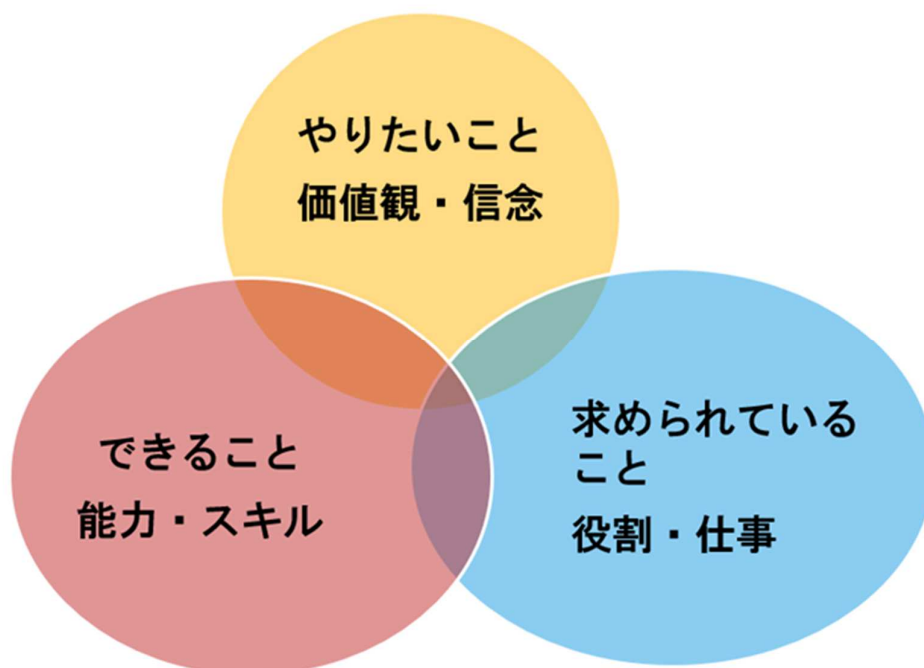 やりたいこと
価値観・信念
できること
能力・スキル
求められている
こと
役割・仕事